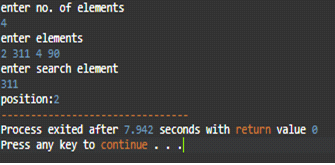 enter no. of elements
4
enter elements
2 311 4 90
enter search element
311
position:2
--------------------------------
Process exited after 7.942 seconds with return value 0
Press any key to continue . . .